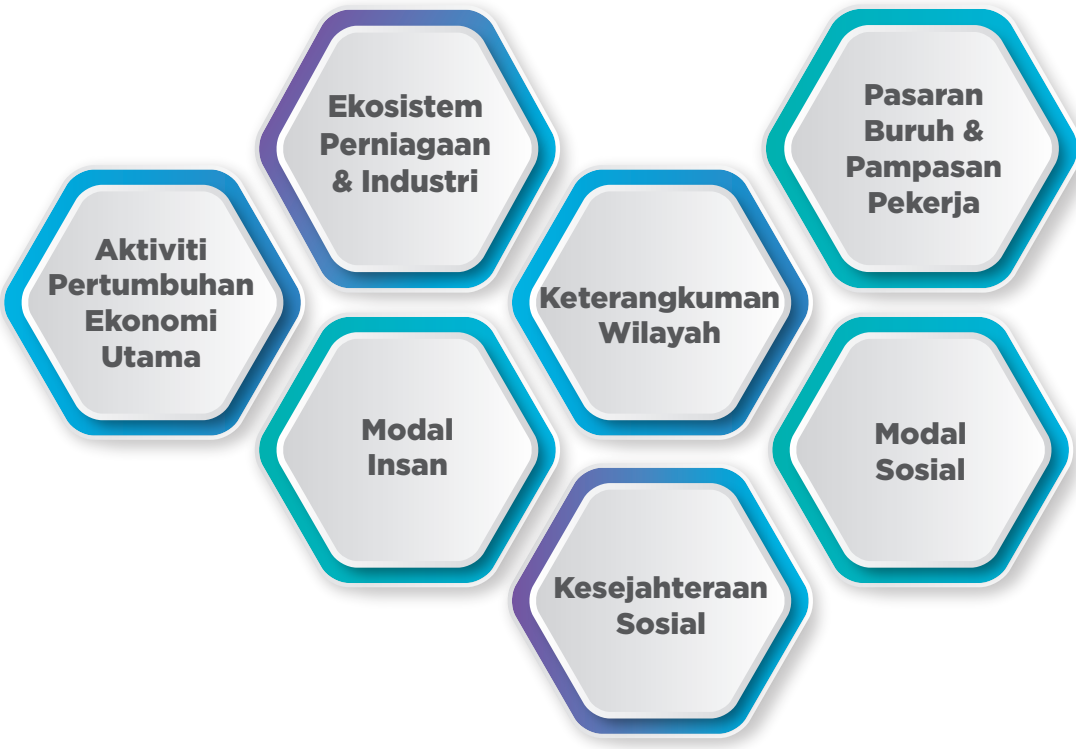 Ekosistem
Perniagaan
& Industri
Pasaran
Buruh &
Pampasan
Pekerja
Aktiviti
Pertumbuhan
Ekonomi
Utama
Keterangkuman
Wilayah
Modal
Insan
Modal
Sosial
Kesejahteraan
Sosial